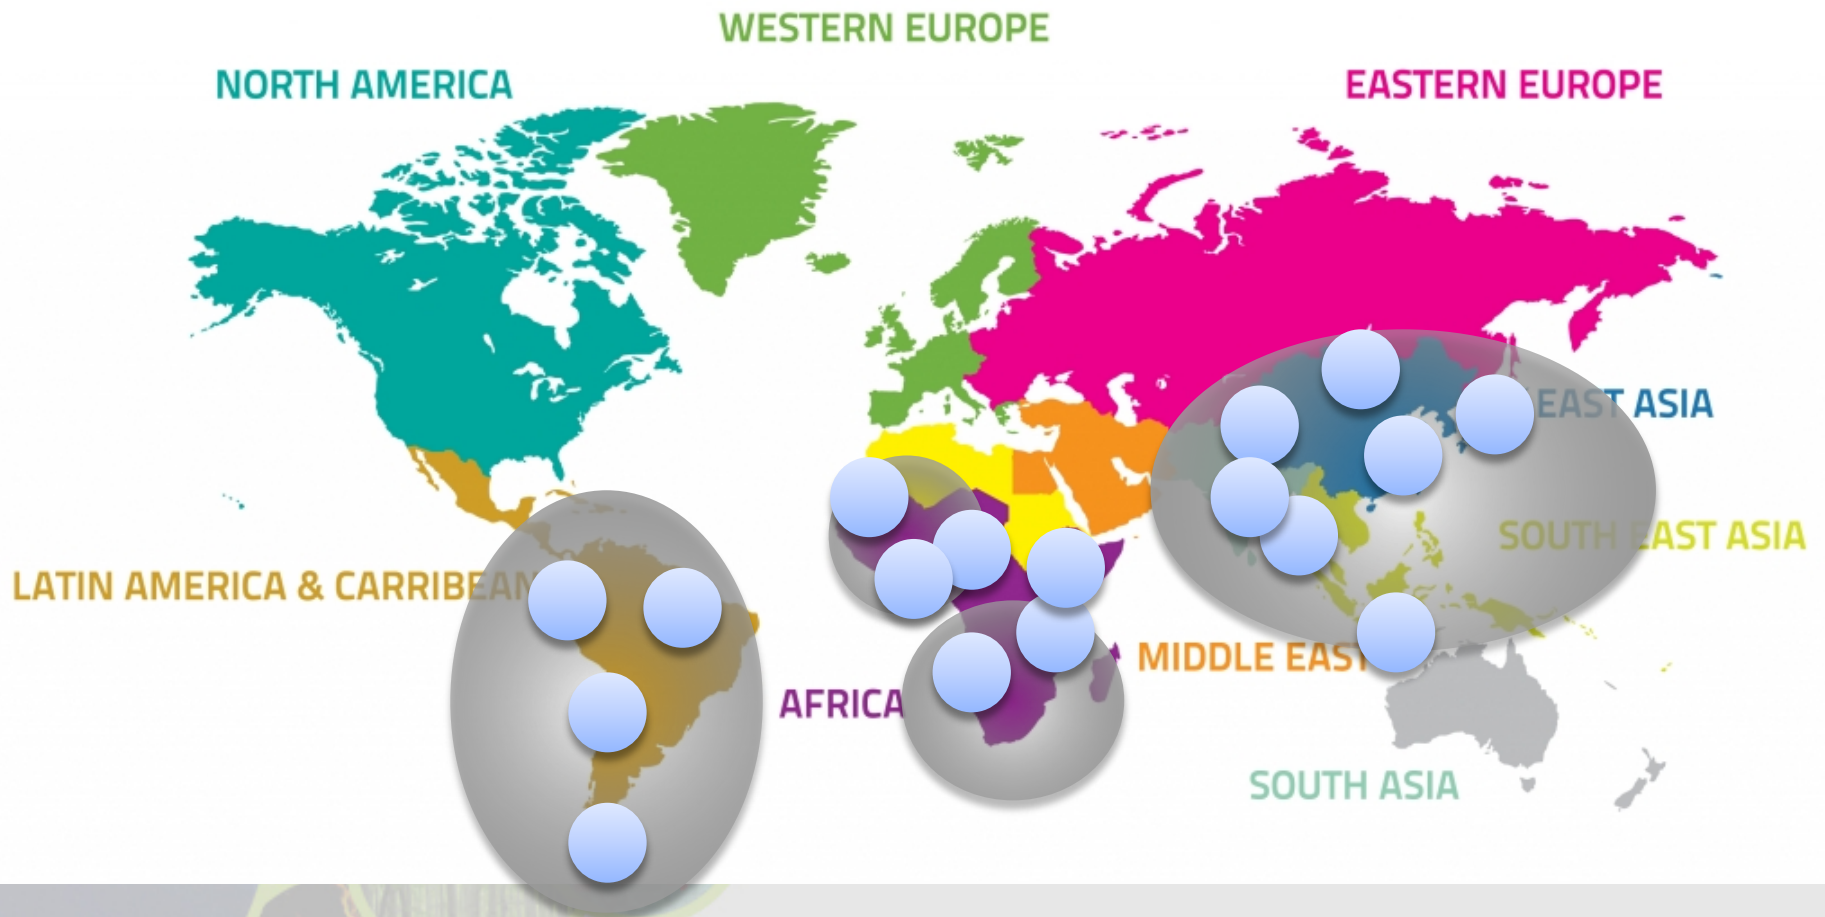 WESTERN EUROPE
NORTH AMERICA
EASTERN EUROPE
EAST ASIA
SOUTH EAST ASIA
LATIN AMERICA & CARRIBEAN
MIDDLE EAST
AFRICA
SOUTH ASIA